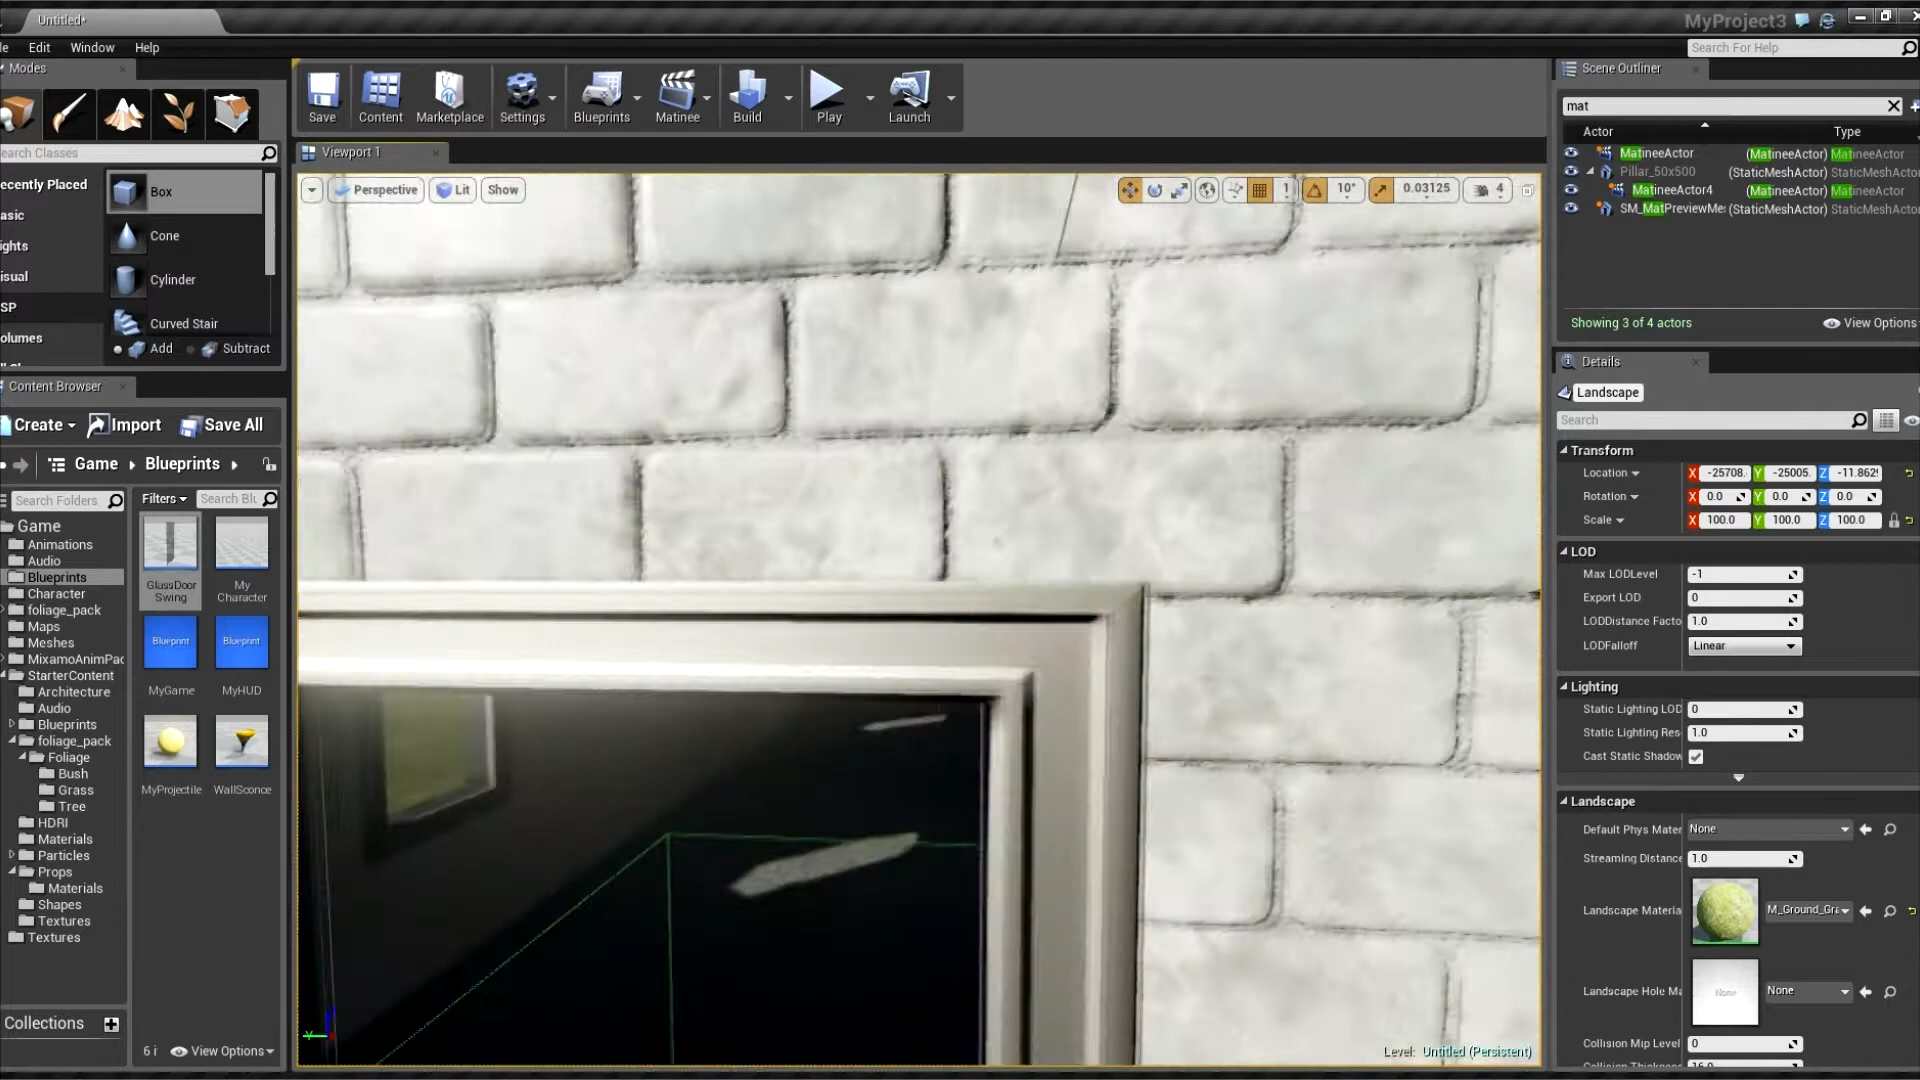 Untitled*
MyProject3
Edit
Window
Help
Search For Help
Modes
Search Classes
Recently Placed
Box
Cone
Cylinder
Curved Stair
Add
Subtract
Save
Content
Marketplace
Settings
Blueprints
Matinee
Build
Play
Launch
Viewport 1
Perspective
Lit
Show
1
10°
0.03125
4
Level: Untitled (Persistent)
Content Browser
Create
Import
Save All
Game
Blueprints
Search Folders
Filters
Search Blu
Game
Animations
Audio
Blueprints
Character
foliage_pack
Maps
Meshes
MixamoAnimPac
StarterContent
Architecture
Audio
Blueprints
foliage_pack
Foliage
Bush
Grass
Tree
HDRI
Materials
Particles
Props
Materials
Shapes
Textures
Textures
Collections
GlassDoor
Swing
My
Character
Blueprint
Blueprint
MyGame
MyHUD
MyProjectile
WallSconce
6 i
View Options
Scene Outliner
mat
Actor
Type
MatineeActor (MatineeActor) MatineeActor
Pillar_50x500 (StaticMeshActor) StaticMeshActor
MatineeActor4 (MatineeActor) MatineeActor
SM_MatPreviewMe (StaticMeshActor) StaticMeshActor
Showing 3 of 4 actors
View Options
Details
Landscape
Search
Transform
Location X -25708. Y -25005. Z -11.862
Rotation X 0.0 Y 0.0 Z 0.0
Scale X 100.0 Y 100.0 Z 100.0
LOD
Max LODLevel -1
Export LOD 0
LODDistance Facto 1.0
LODFalloff Linear
Lighting
Static Lighting LOD 0
Static Lighting Res 1.0
Cast Static Shadow
Landscape
Default Phys Mater None
Streaming Distance 1.0
Landscape Materia M_Ground_Gra
Landscape Hole Ma None None
Collision Mip Level 0
Collision Thickness 16.0